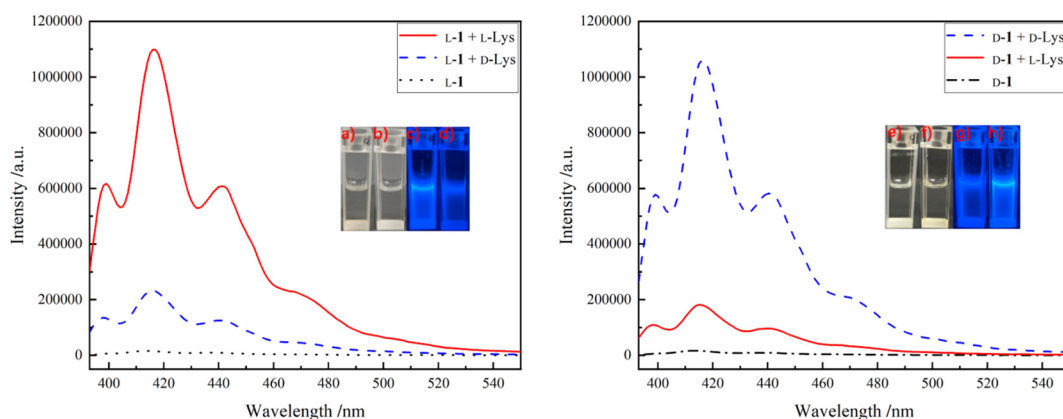 1200000
1000000
800000
600000
400000
200000
0
Intensity /a.u.
400 420 440 460 480 500 520 540
Wavelength /nm
L-1 + L-Lys
L-1 + D-Lys
L-1
a) b) c) d)
1200000
1000000
800000
600000
400000
200000
0
Intensity /a.u.
400 420 440 460 480 500 520 540
Wavelength /nm
D-1 + D-Lys
D-1 + L-Lys
D-1
e) f) g) h)